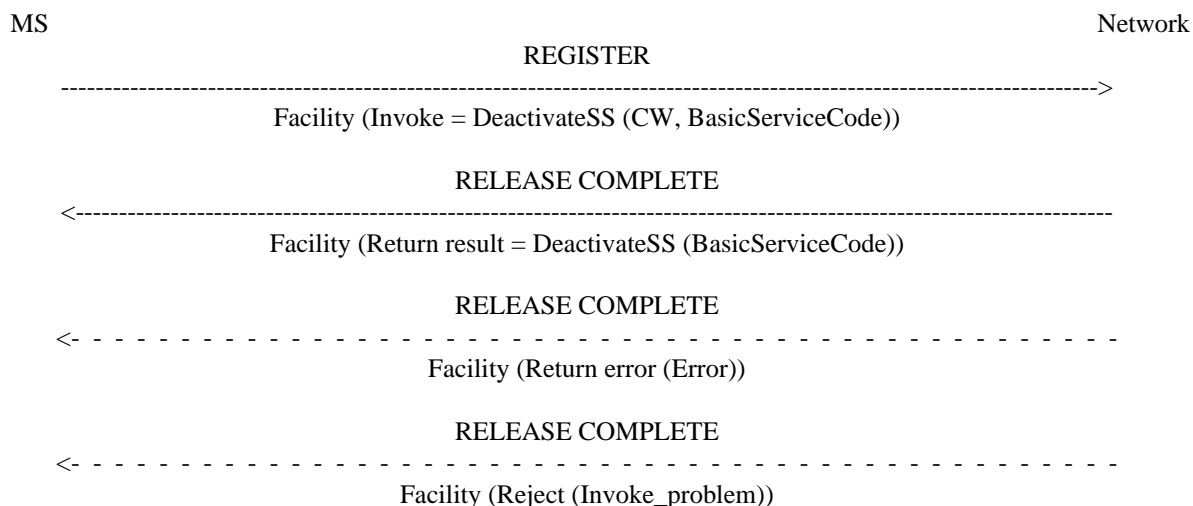 MS Network
REGISTER
------------------------------------------------------------------------------------------------------------------------>
Facility (Invoke = DeactivateSS (CW, BasicServiceCode))
RELEASE COMPLETE
<------------------------------------------------------------------------------------------------------------------------
Facility (Return result = DeactivateSS (BasicServiceCode))
RELEASE COMPLETE
<- - - - - - - - - - - - - - - - - - - - - - - - - - - - - - - - - - - - - - - - - - - - - - - - - - - - - - - -
Facility (Return error (Error))
RELEASE COMPLETE
<- - - - - - - - - - - - - - - - - - - - - - - - - - - - - - - - - - - - - - - - - - - - - - - - - - - - - - - -
Facility (Reject (Invoke_problem))